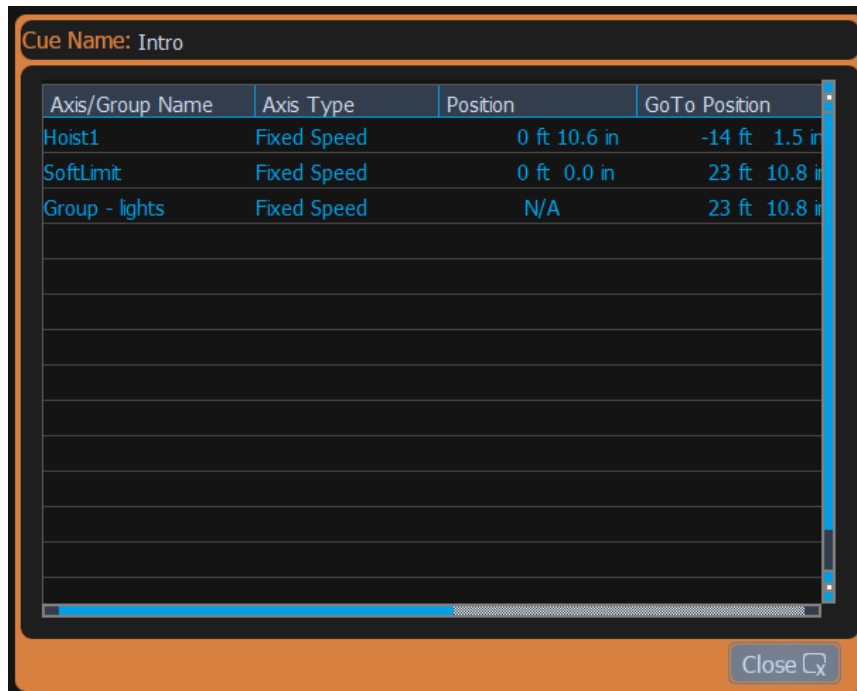 Cue Name: Intro
Axis/Group Name Axis Type Position GoTo Position
Hoist1 Fixed Speed 0 ft 10.6 in -14 ft 1.5 in
SoftLimit Fixed Speed 0 ft 0.0 in 23 ft 10.8 in
Group - lights Fixed Speed N/A 23 ft 10.8 in
Close